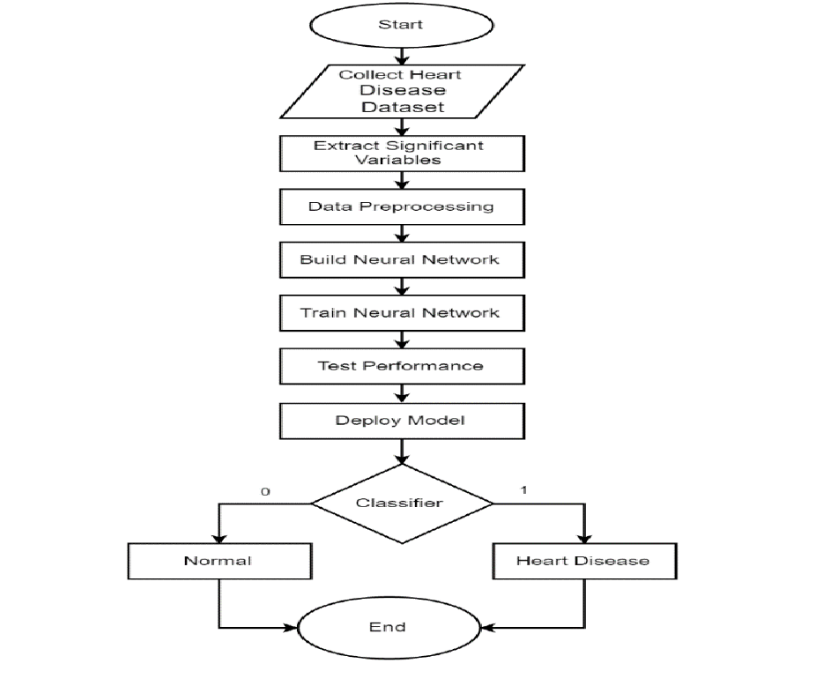 Start
Collect Heart
Disease
Dataset
Extract Significant
Variables
Data Preprocessing
Build Neural Network
Train Neural Network
Test Performance
Deploy Model
0
Classifier
1
Normal
Heart Disease
End